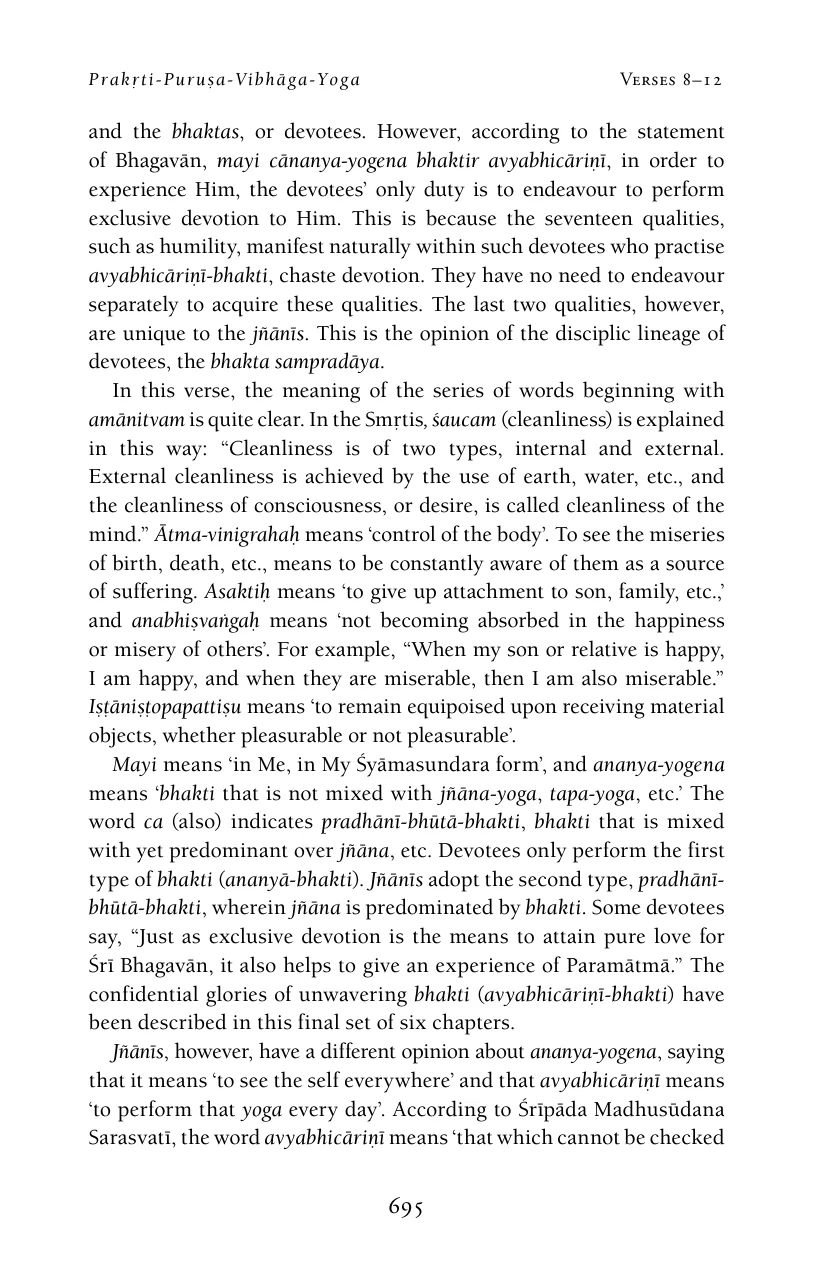 Prakṛti-Puruṣa-Vibhāga-Yoga Verses 8–12
and the bhaktas, or devotees. However, according to the statement
of Bhagavān, mayi cānanya-yogena bhaktir avyabhicāriṇī, in order to
experience Him, the devotees’ only duty is to endeavour to perform
exclusive devotion to Him. This is because the seventeen qualities,
such as humility, manifest naturally within such devotees who practise
avyabhicāriṇī-bhakti, chaste devotion. They have no need to endeavour
separately to acquire these qualities. The last two qualities, however,
are unique to the jñānīs. This is the opinion of the disciplic lineage of
devotees, the bhakta sampradāya.
In this verse, the meaning of the series of words beginning with
amānitvam is quite clear. In the Smṛtis, śaucam (cleanliness) is explained
in this way: “Cleanliness is of two types, internal and external.
External cleanliness is achieved by the use of earth, water, etc., and
the cleanliness of consciousness, or desire, is called cleanliness of the
mind.” Ātma-vinigrahaḥ means ‘control of the body’. To see the miseries
of birth, death, etc., means to be constantly aware of them as a source
of suffering. Asaktiḥ means ‘to give up attachment to son, family, etc.,’
and anabhiṣvaṅgaḥ means ‘not becoming absorbed in the happiness
or misery of others’. For example, “When my son or relative is happy,
I am happy, and when they are miserable, then I am also miserable.”
Iṣṭāniṣṭopapattiṣu means ‘to remain equipoised upon receiving material
objects, whether pleasurable or not pleasurable’.
Mayi means ‘in Me, in My Śyāmasundara form’, and ananya-yogena
means ‘bhakti that is not mixed with jñāna-yoga, tapa-yoga, etc.’ The
word ca (also) indicates pradhānī-bhūtā-bhakti, bhakti that is mixed
with yet predominant over jñāna, etc. Devotees only perform the first
type of bhakti (ananyā-bhakti). Jñānīs adopt the second type, pradhānī-
bhūtā-bhakti, wherein jñāna is predominated by bhakti. Some devotees
say, “Just as exclusive devotion is the means to attain pure love for
Śrī Bhagavān, it also helps to give an experience of Paramātmā.” The
confidential glories of unwavering bhakti (avyabhicāriṇī-bhakti) have
been described in this final set of six chapters.
Jñānīs, however, have a different opinion about ananya-yogena, saying
that it means ‘to see the self everywhere’ and that avyabhicāriṇī means
‘to perform that yoga every day’. According to Śrīpāda Madhusūdana
Sarasvatī, the word avyabhicāriṇī means ‘that which cannot be checked
695